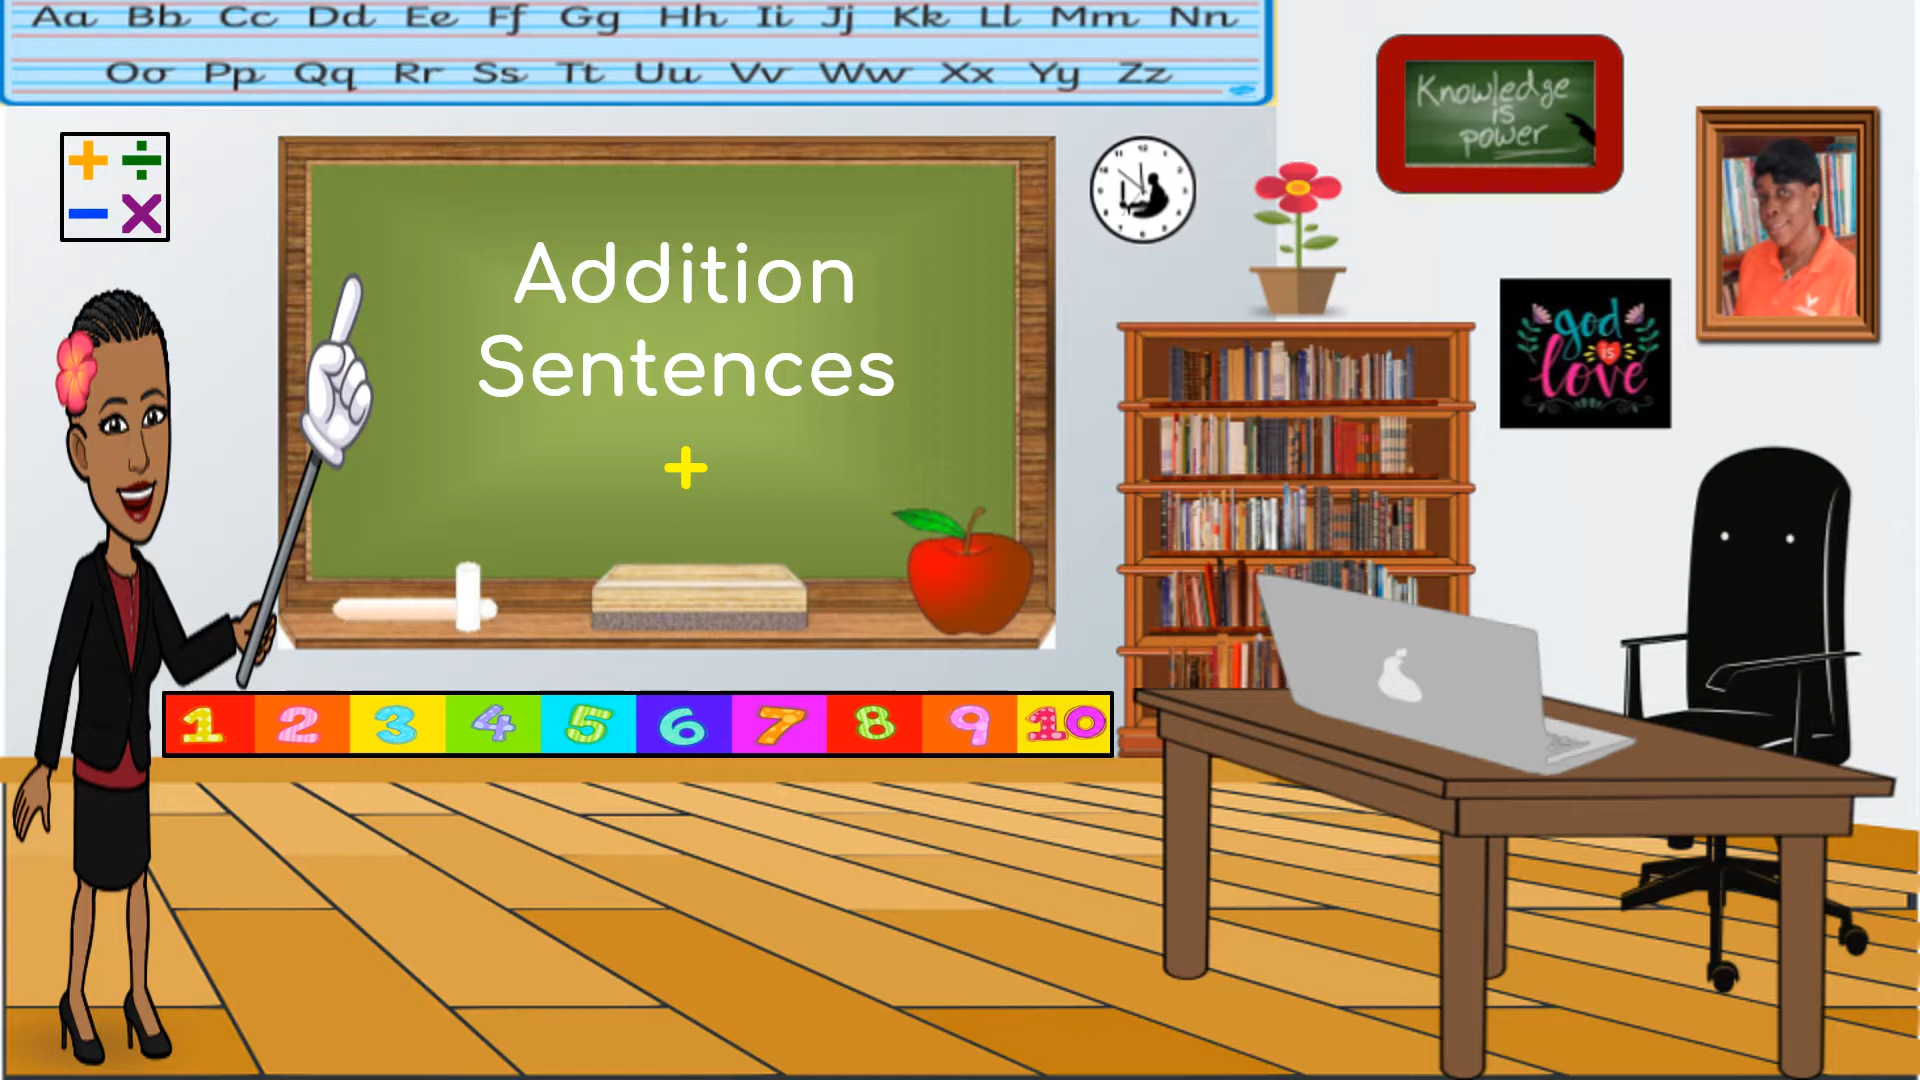 Aa Bb Cc Dd Ee Ff Gg Hh Ii Jj Kk Ll Mm Nn
Oo Pp Qq Rr Ss Tt Uu Vv Ww Xx Yy Zz
Knowledge
is
power
+ ÷
− ×
Addition
Sentences
+
god
is
love
1 2 3 4 5 6 7 8 9 10